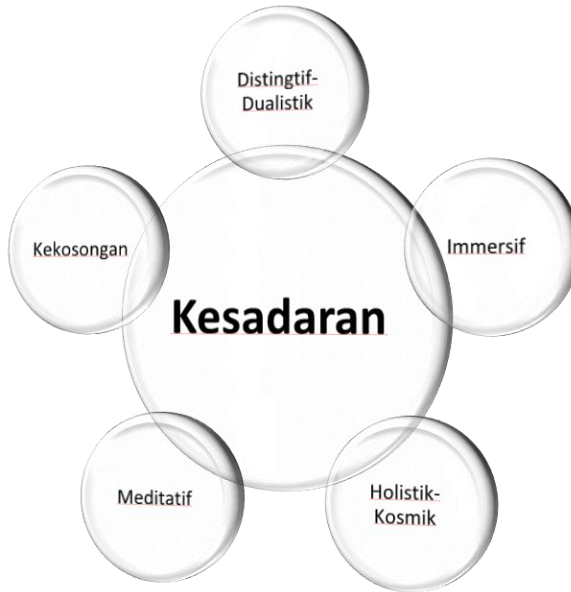 Distingtif-
Dualistik
Kekosongan
Immersif
Kesadaran
Meditatif
Holistik-
Kosmik